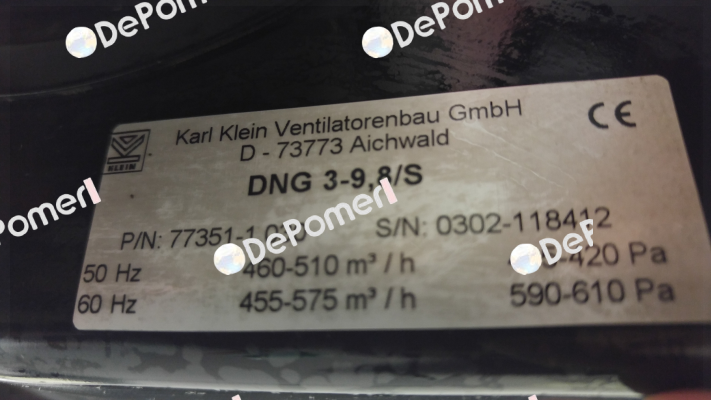 DePomer
DePomer
Karl Klein Ventilatorenbau GmbH
D - 73773 Aichwald
KLEIN
CE
DNG 3-9,8/S
DePomer
ePomerl
P/N: 77351-1
S/N: 0302-118412
DeP
50 Hz
460-510 m³ / h
-420 Pa
60 Hz
455-575 m³ / h
590-610 Pa